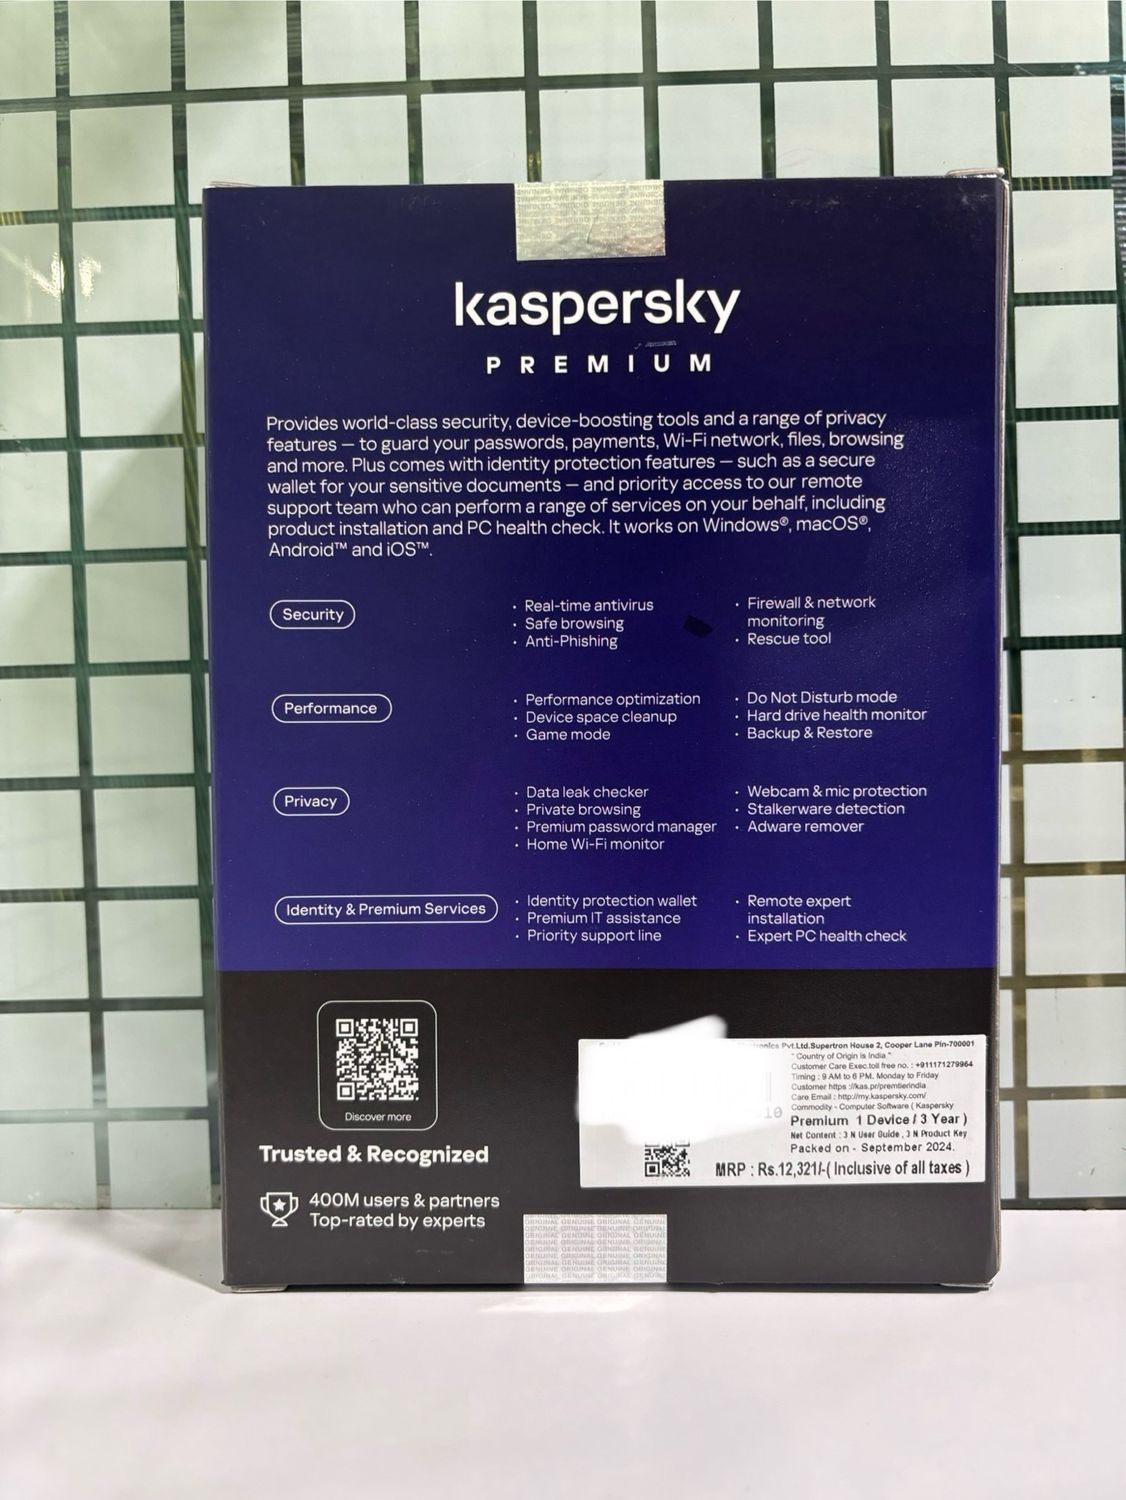 kaspersky
PREMIUM
Provides world-class security, device-boosting tools and a range of privacy
features — to guard your passwords, payments, Wi-Fi network, files, browsing
and more. Plus comes with identity protection features — such as a secure
wallet for your sensitive documents — and priority access to our remote
support team who can perform a range of services on your behalf, including
product installation and PC health check. It works on Windows®, macOS®,
Android™ and iOS™.
Security
· Real-time antivirus
· Safe browsing
· Anti-Phishing
· Firewall & network
monitoring
· Rescue tool
Performance
· Performance optimization
· Device space cleanup
· Game mode
· Do Not Disturb mode
· Hard drive health monitor
· Backup & Restore
Privacy
· Data leak checker
· Private browsing
· Premium password manager
· Home Wi-Fi monitor
· Webcam & mic protection
· Stalkerware detection
· Adware remover
Identity & Premium Services
· Identity protection wallet
· Premium IT assistance
· Priority support line
· Remote expert
installation
· Expert PC health check
Discover more
Trusted & Recognized
400M users & partners
Top-rated by experts
Pvt.Ltd.Supertron House 2, Cooper Lane Pin-700001
" Country of Origin is India "
Customer Care Exec.toll free no. : +911171279964
Timing : 9 AM to 6 PM. Monday to Friday
Customer https ://kas.pr/premierindia
Care Email : http://my.kaspersky.com/
Commodity - Computer Software ( Kaspersky
10
Premium 1 Device / 3 Year )
Net Content : 3 N User Guide , 3 N Product Key
Packed on - September 2024.
MRP : Rs.12,321/-( Inclusive of all taxes )
ORIGINAL GENUINE ORIGINAL GENUINE